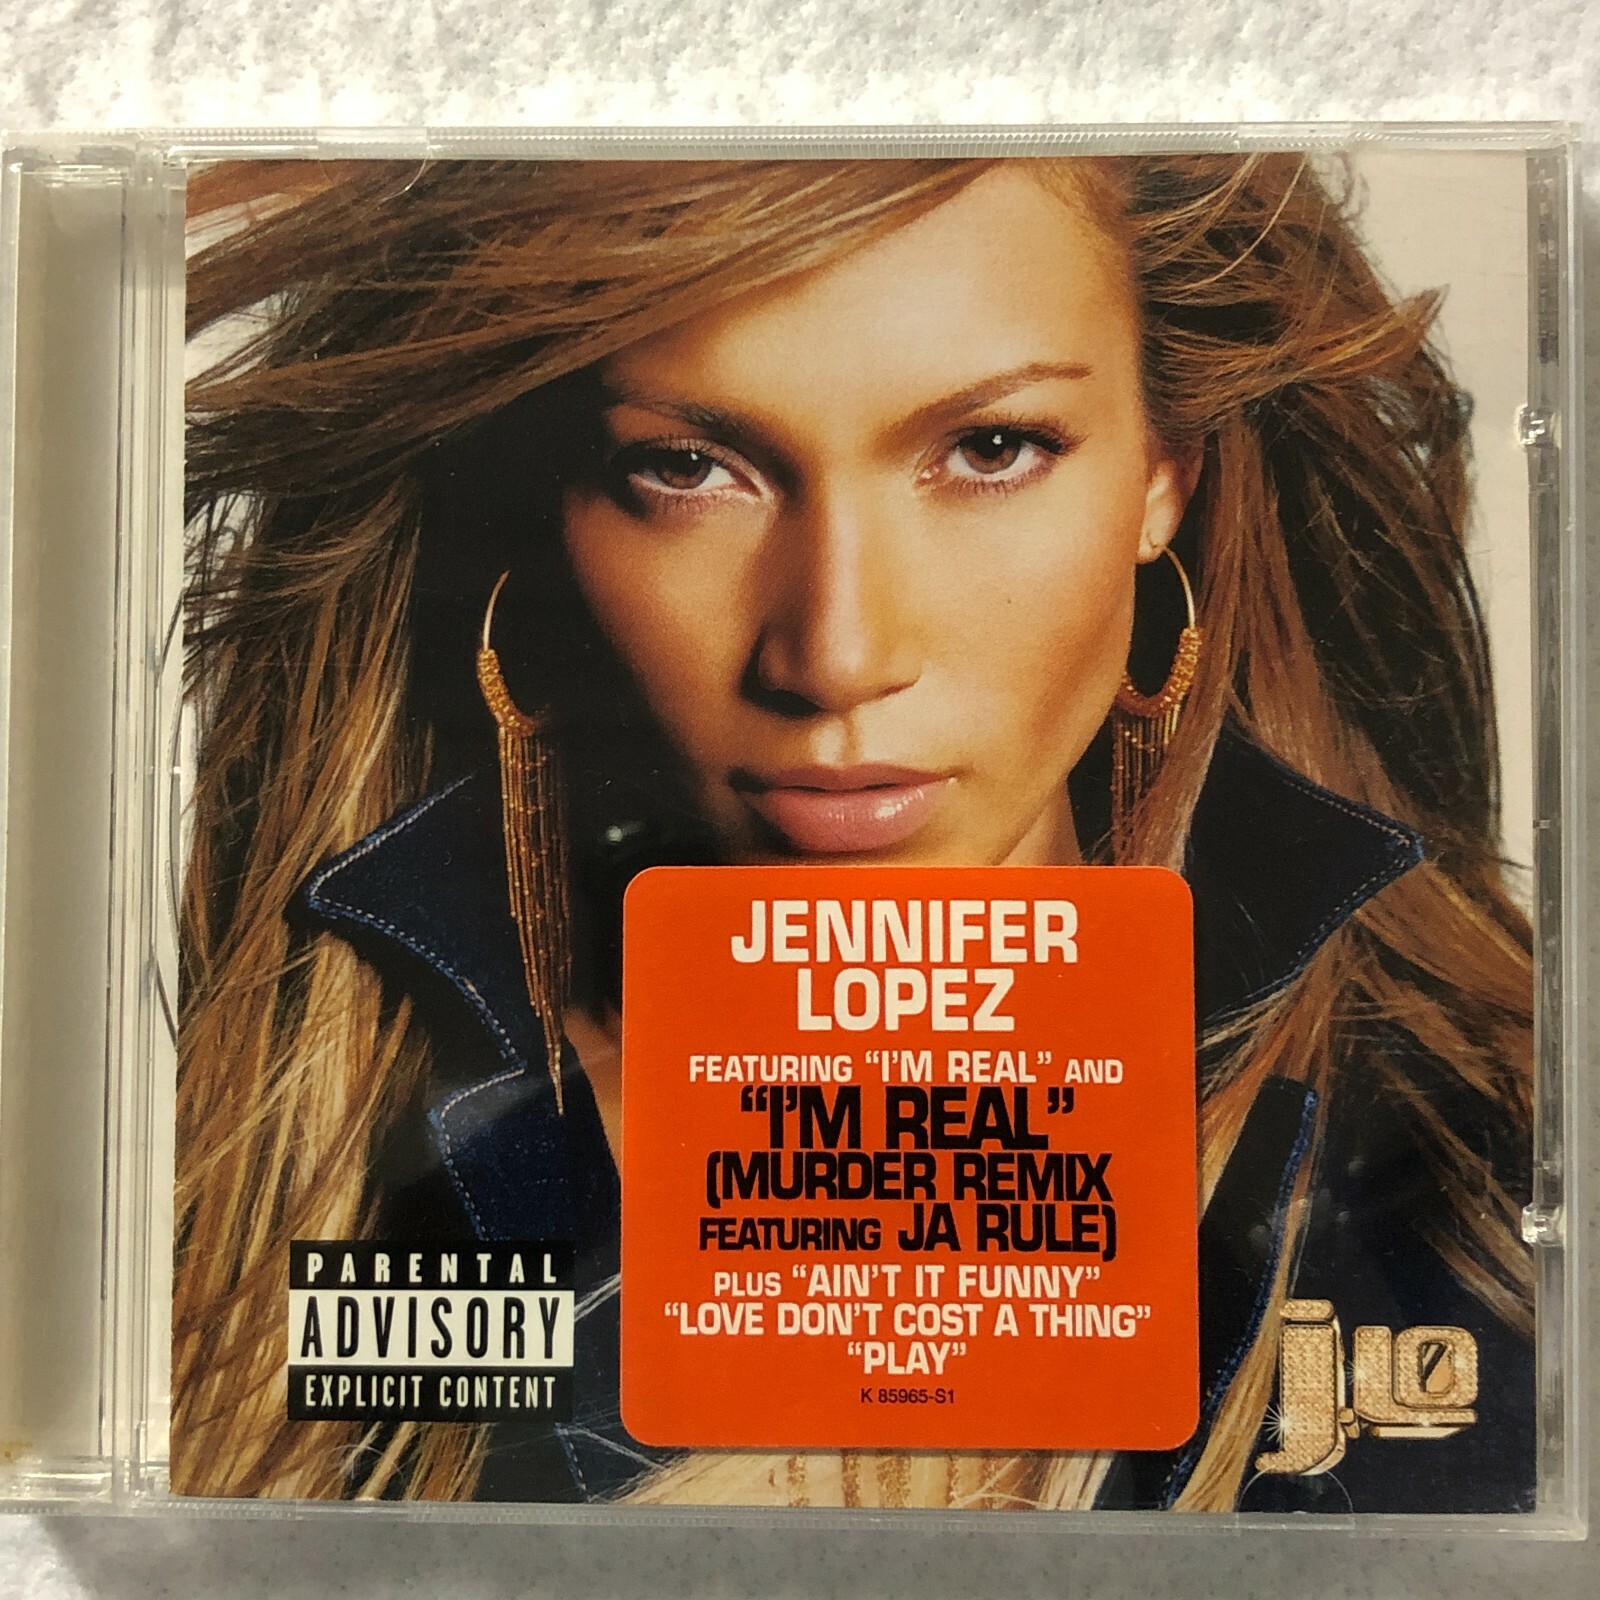 JENNIFER
LOPEZ
FEATURING “I'M REAL” AND
“I'M REAL”
(MURDER REMIX
FEATURING JA RULE)
PLUS “AIN'T IT FUNNY”
“LOVE DON'T COST A THING”
“PLAY”
K 85965-S1
PARENTAL
ADVISORY
EXPLICIT CONTENT
j.lo